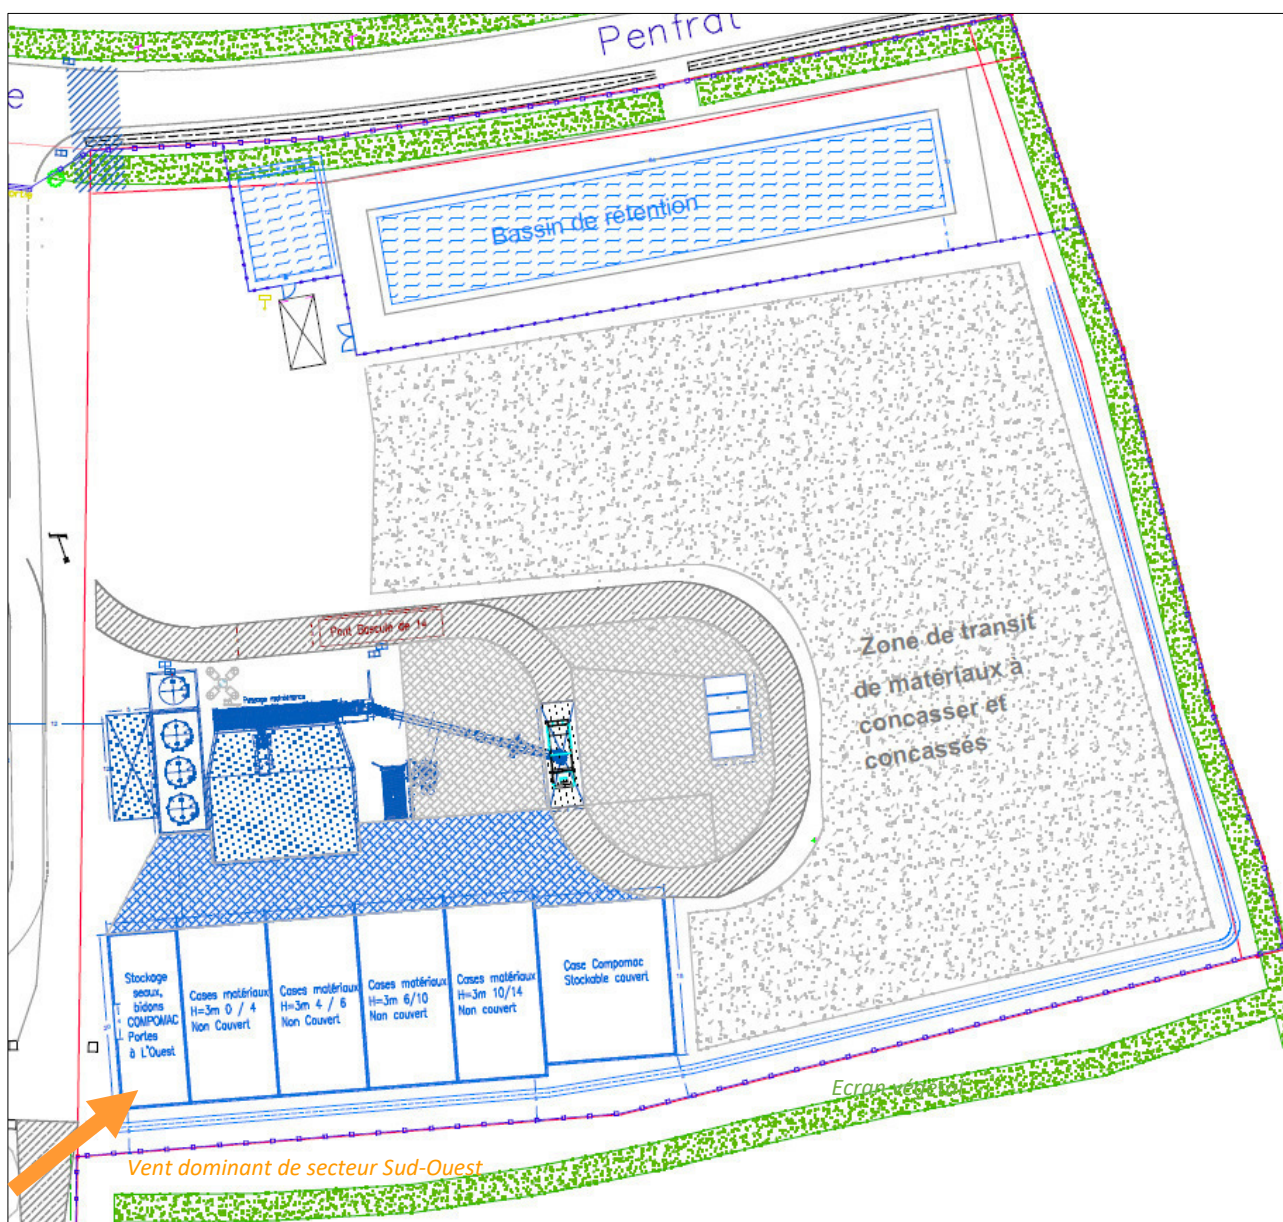 Penfrat
e
Bassin de rétention
Pont Bascule de 14
Zone de transit
de matériaux à
concasser et
concassés
Stockage
seaux,
bidons
COMPOMAC
Portes
à L'Ouest
Cases matériaux
H=3m 0 / 4
Non Couvert
Cases matériaux
H=3m 4 / 6
Non Couvert
Cases matériaux
H=3m 6/10
Non couvert
Cases matériaux
H=3m 10/14
Non couvert
Case Compomac
Stockable couvert
Ecran végétal
Vent dominant de secteur Sud-Ouest